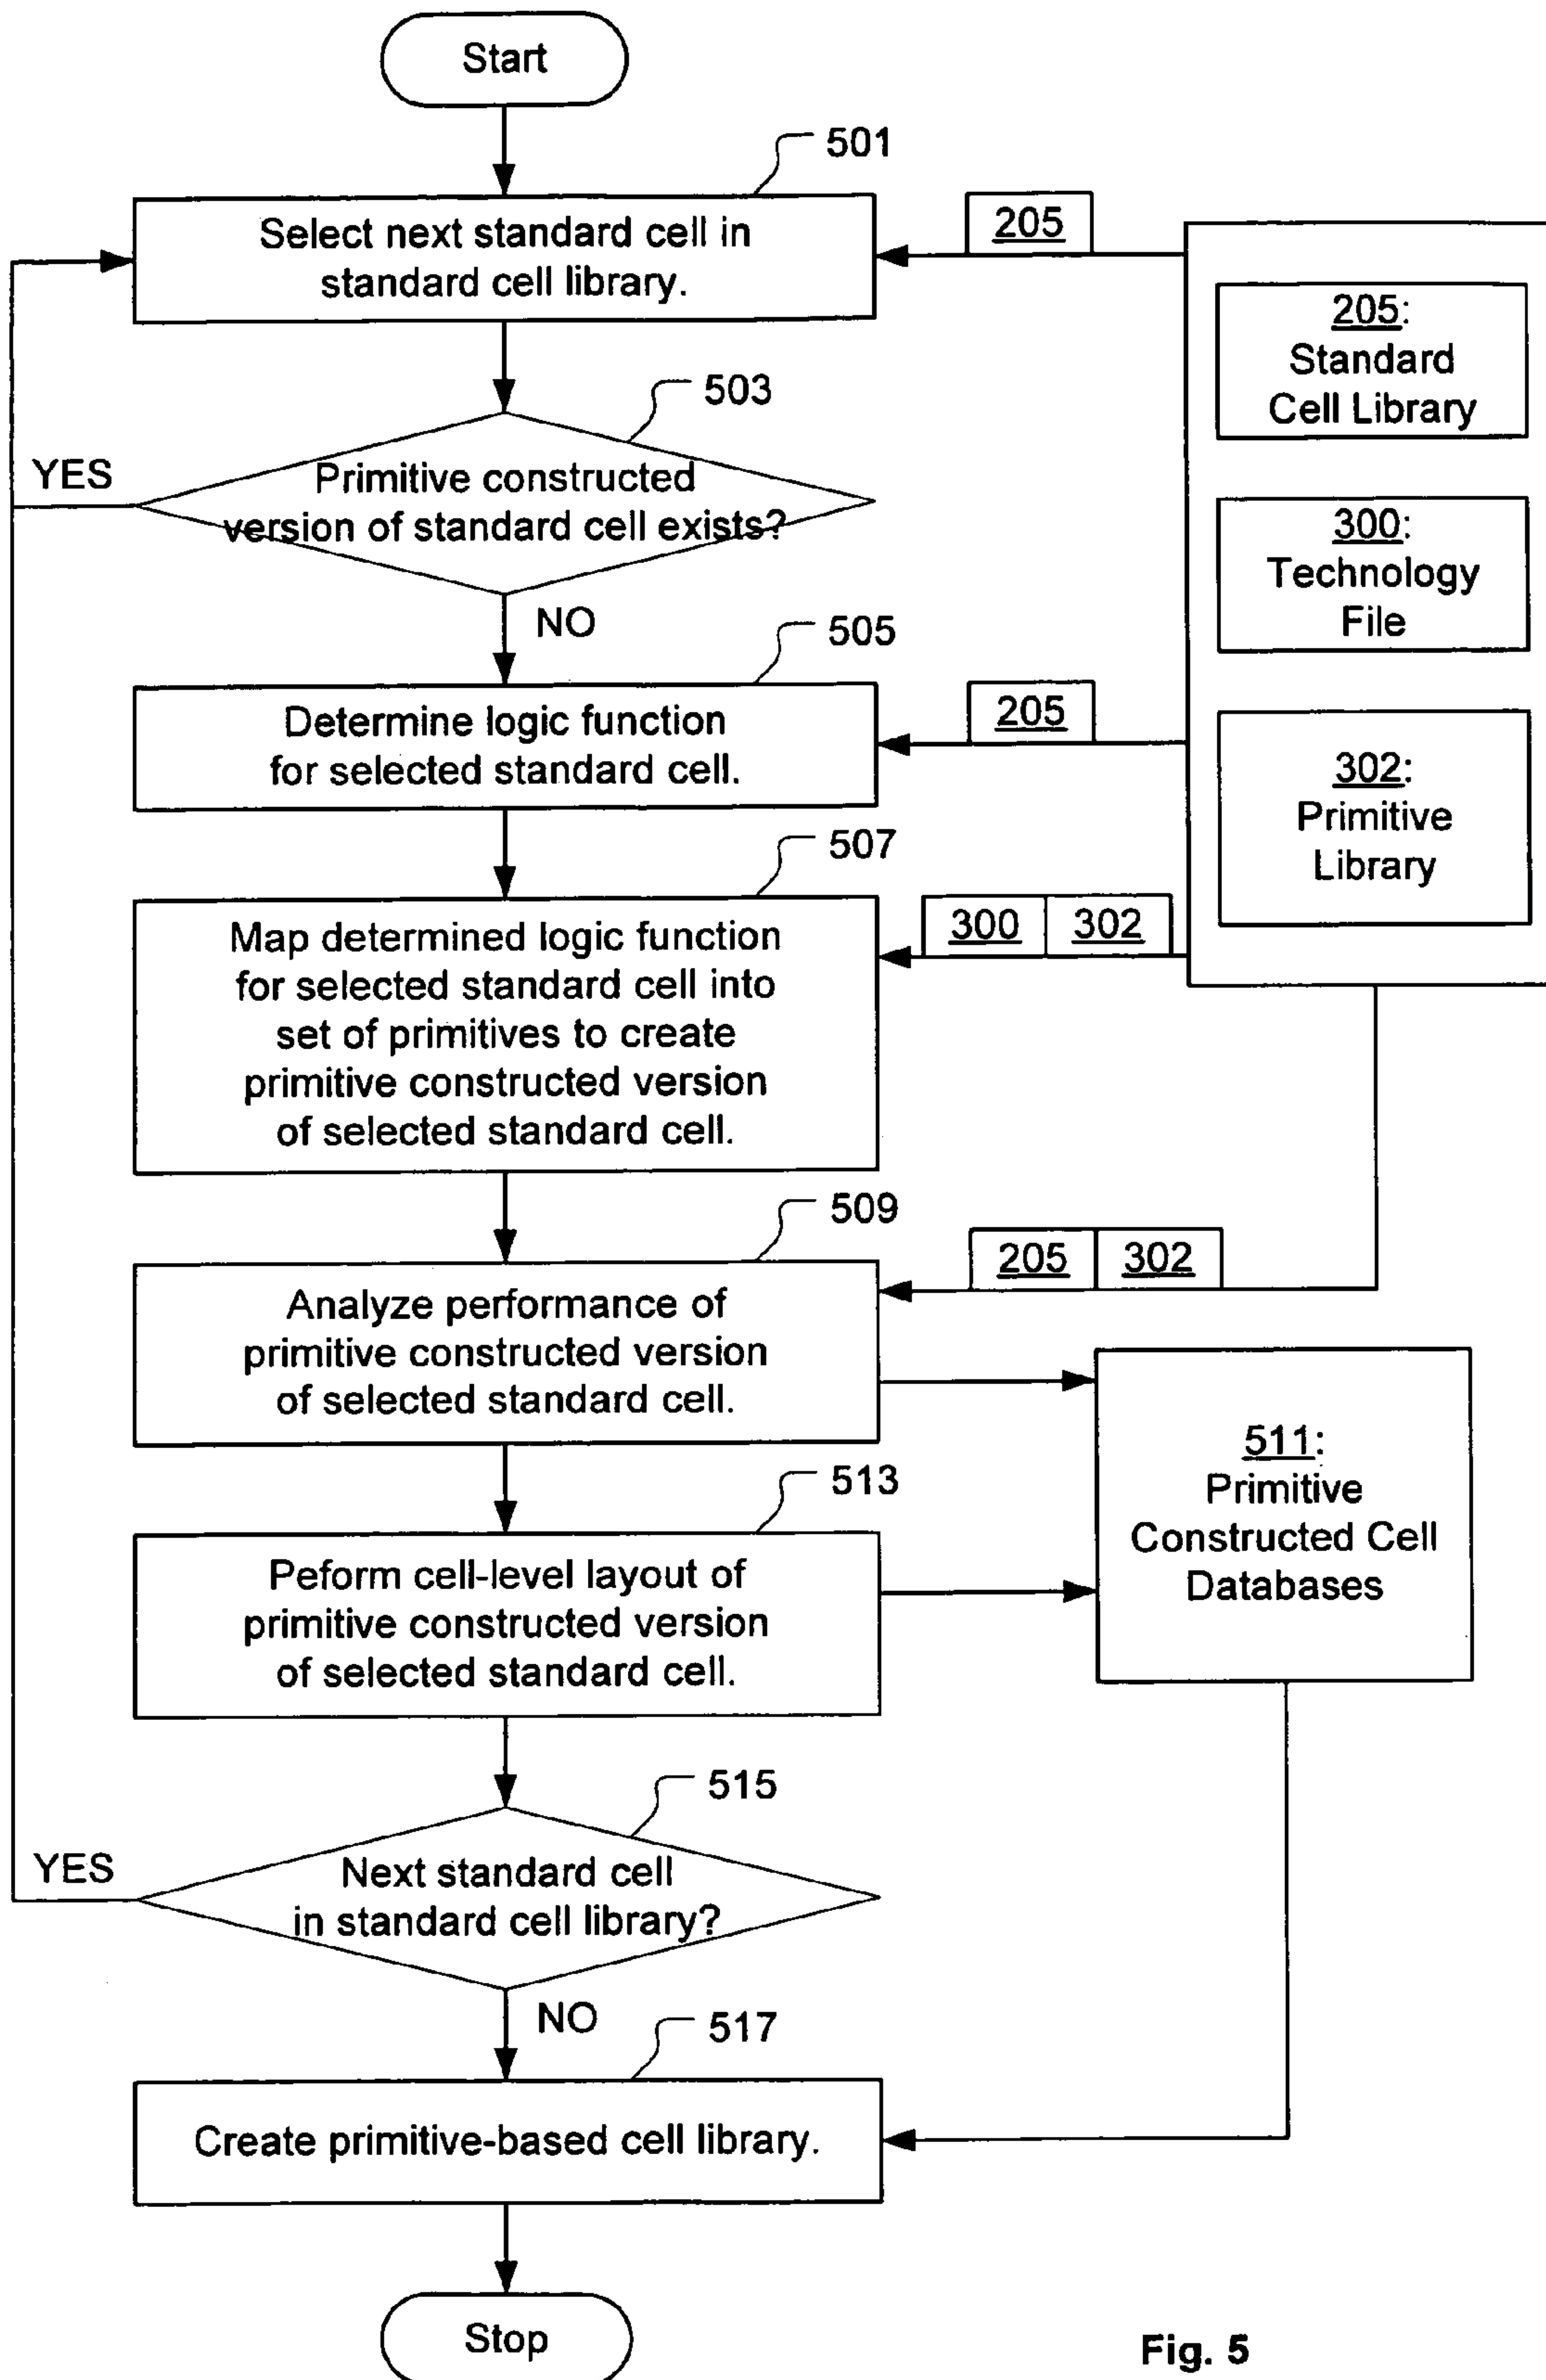 Start
501
Select next standard cell in
standard cell library.
205
205:
Standard
Cell Library
300:
Technology
File
302:
Primitive
Library
503
YES
Primitive constructed
version of standard cell exists?
NO
505
Determine logic function
for selected standard cell.
205
507
Map determined logic function
for selected standard cell into
set of primitives to create
primitive constructed version
of selected standard cell.
300 302
509
Analyze performance of
primitive constructed version
of selected standard cell.
205 302
511:
Primitive
Constructed Cell
Databases
513
Peform cell-level layout of
primitive constructed version
of selected standard cell.
515
YES
Next standard cell
in standard cell library?
NO
517
Create primitive-based cell library.
Stop
Fig. 5